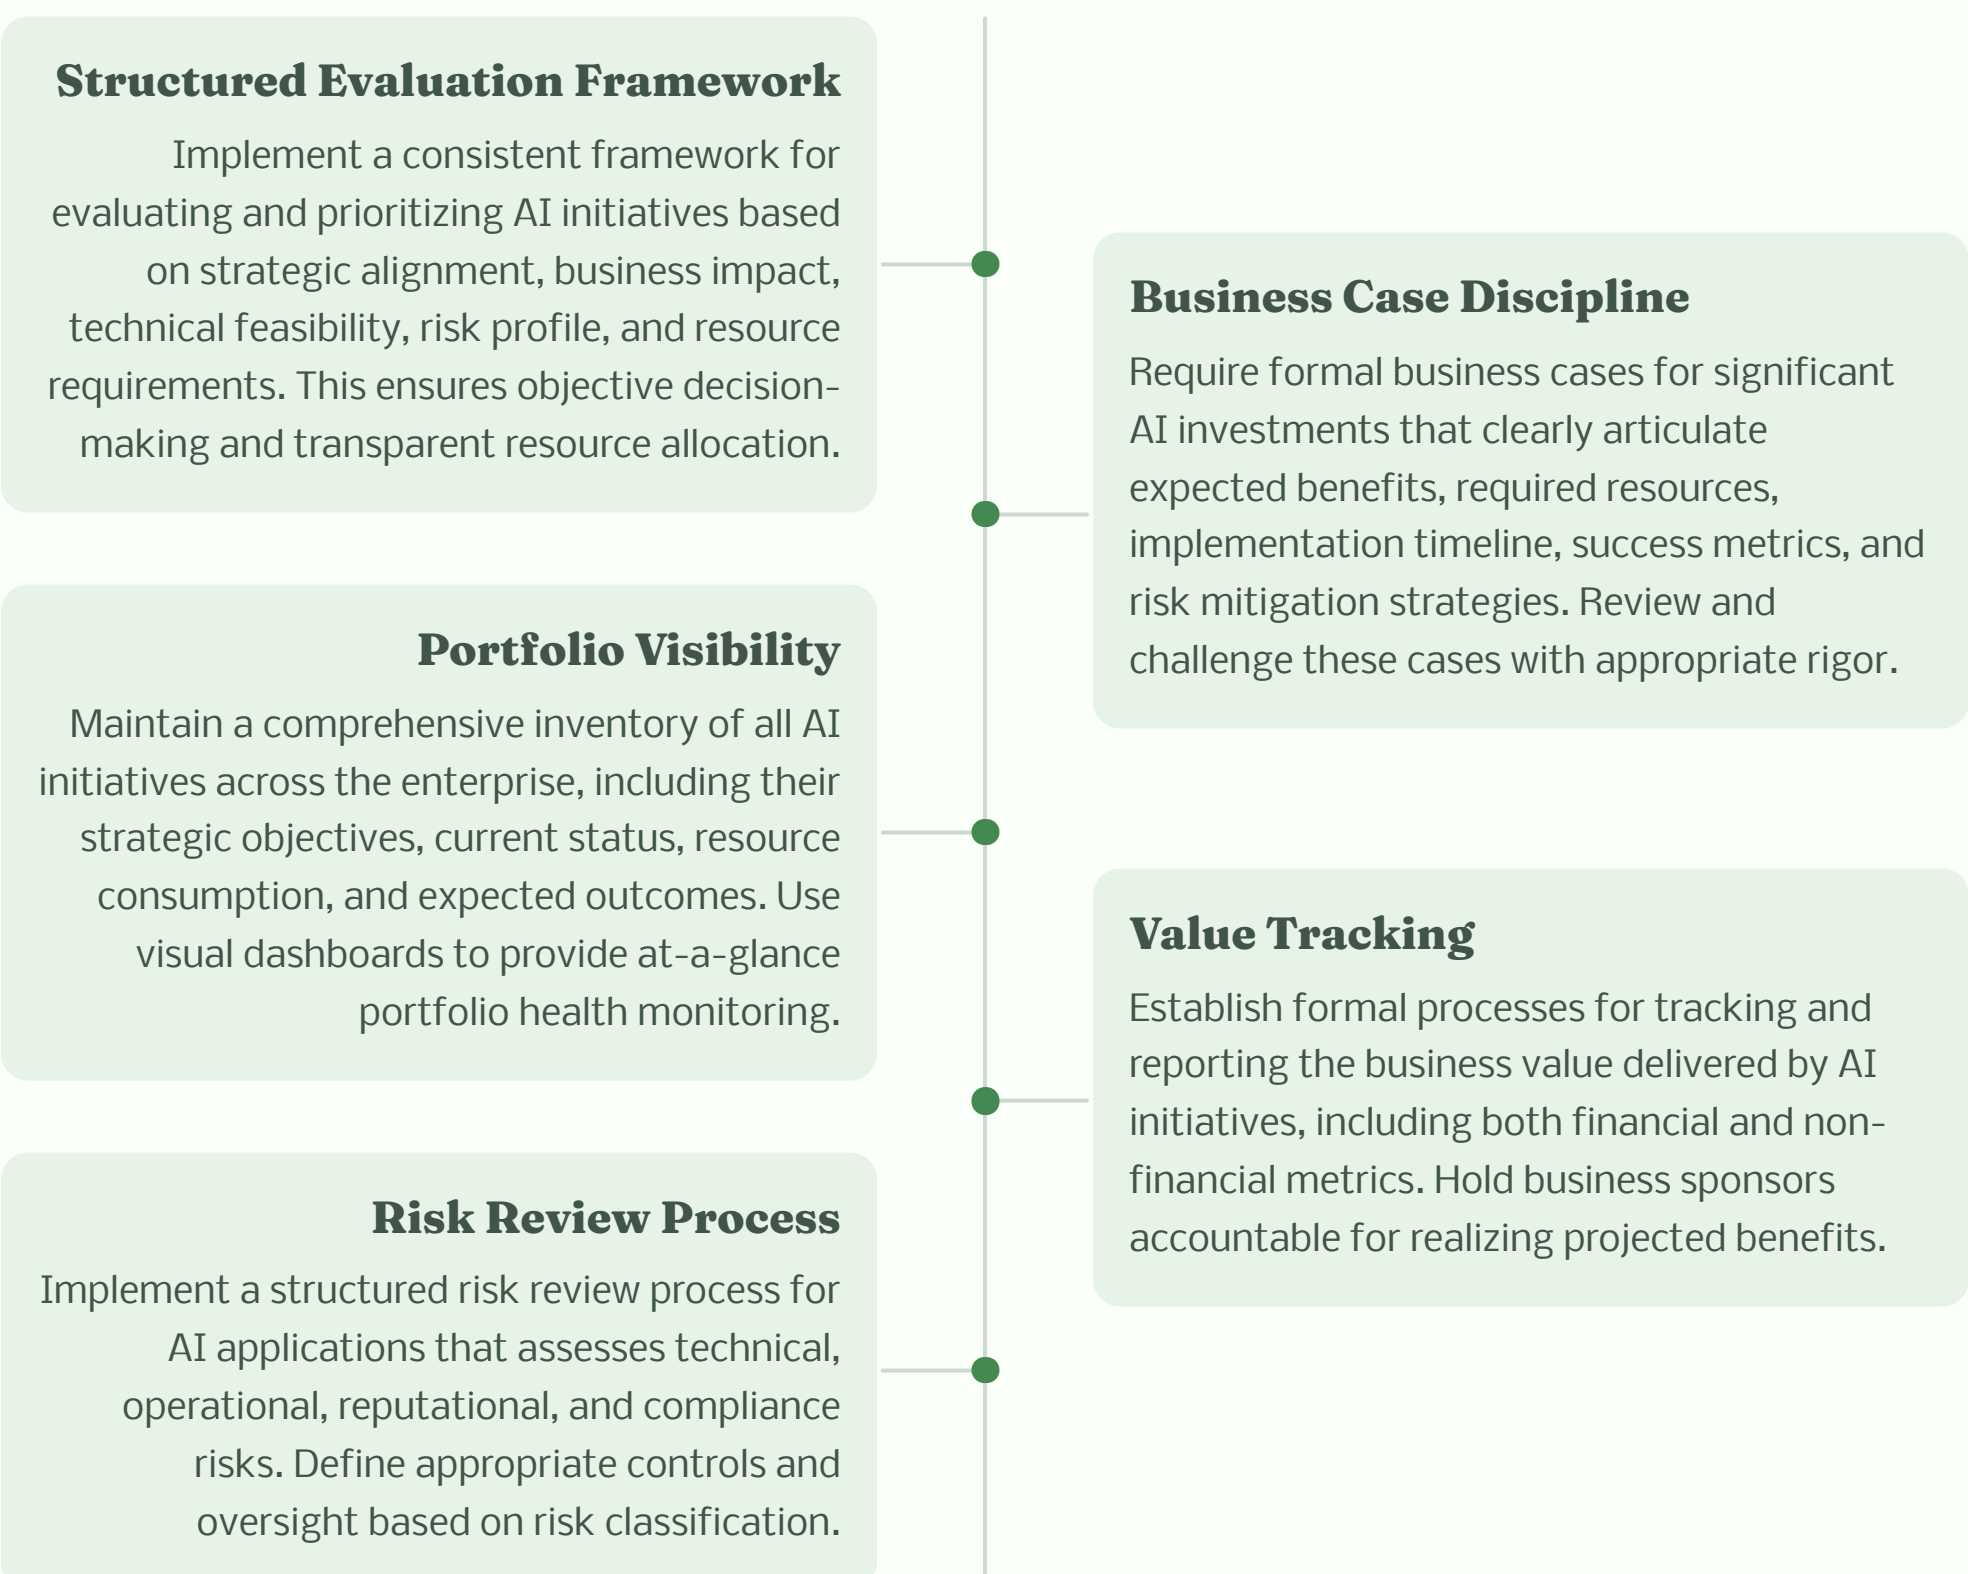 Structured Evaluation Framework
Implement a consistent framework for
evaluating and prioritizing AI initiatives based
on strategic alignment, business impact,
technical feasibility, risk profile, and resource
requirements. This ensures objective decision-
making and transparent resource allocation.
Business Case Discipline
Require formal business cases for significant
AI investments that clearly articulate
expected benefits, required resources,
implementation timeline, success metrics, and
risk mitigation strategies. Review and
challenge these cases with appropriate rigor.
Portfolio Visibility
Maintain a comprehensive inventory of all AI
initiatives across the enterprise, including their
strategic objectives, current status, resource
consumption, and expected outcomes. Use
visual dashboards to provide at-a-glance
portfolio health monitoring.
Value Tracking
Establish formal processes for tracking and
reporting the business value delivered by AI
initiatives, including both financial and non-
financial metrics. Hold business sponsors
accountable for realizing projected benefits.
Risk Review Process
Implement a structured risk review process for
AI applications that assesses technical,
operational, reputational, and compliance
risks. Define appropriate controls and
oversight based on risk classification.